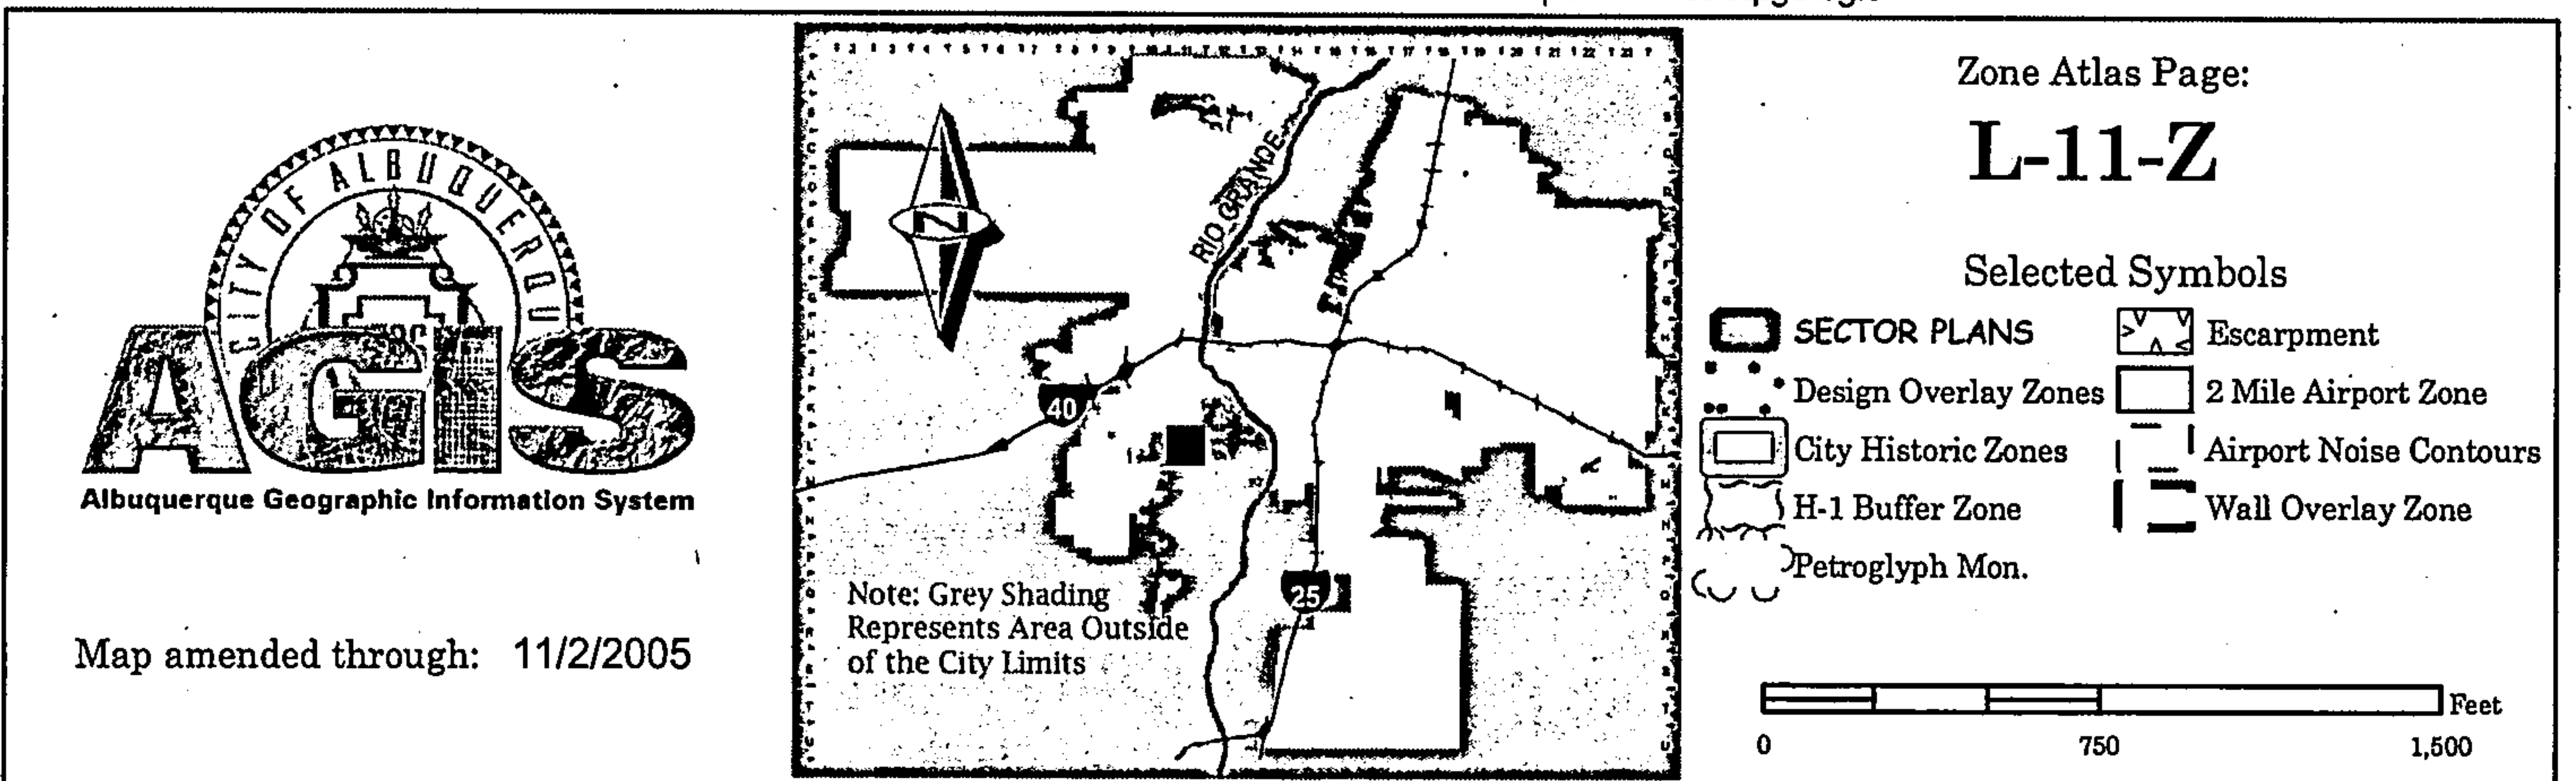 CITY OF ALBUQUERQU
AGIS
Albuquerque Geographic Information System
Map amended through: 11/2/2005
RIO GRANDE
N
40
25
Note: Grey Shading
Represents Area Outside
of the City Limits
Zone Atlas Page:
L-11-Z
Selected Symbols
SECTOR PLANS
Design Overlay Zones
City Historic Zones
H-1 Buffer Zone
Petroglyph Mon.
Escarpment
2 Mile Airport Zone
Airport Noise Contours
Wall Overlay Zone
Feet
0 750 1,500